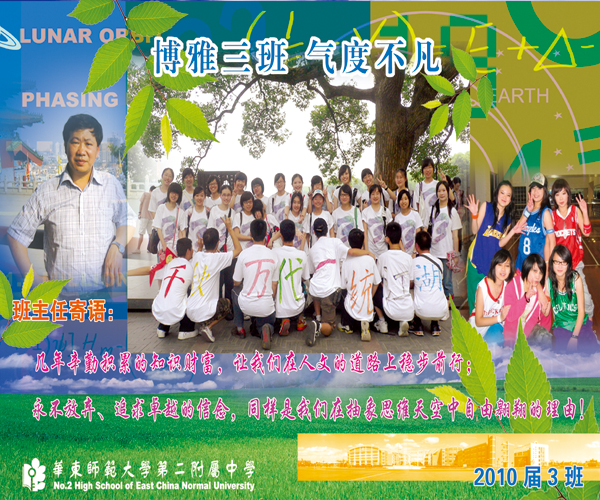 LUNAR ORBI
博雅三班 气度不凡
PHASING
EARTH
千秋万代一统江湖
班主任寄语：
几年辛勤积累的知识财富，让我们在人文的道路上稳步前行；
永不放弃、追求卓越的信念，同样是我们在抽象思维天空中自由翱翔的理由！
華東師範大學第二附屬中學
No.2 High School of East China Normal University
2010届3班